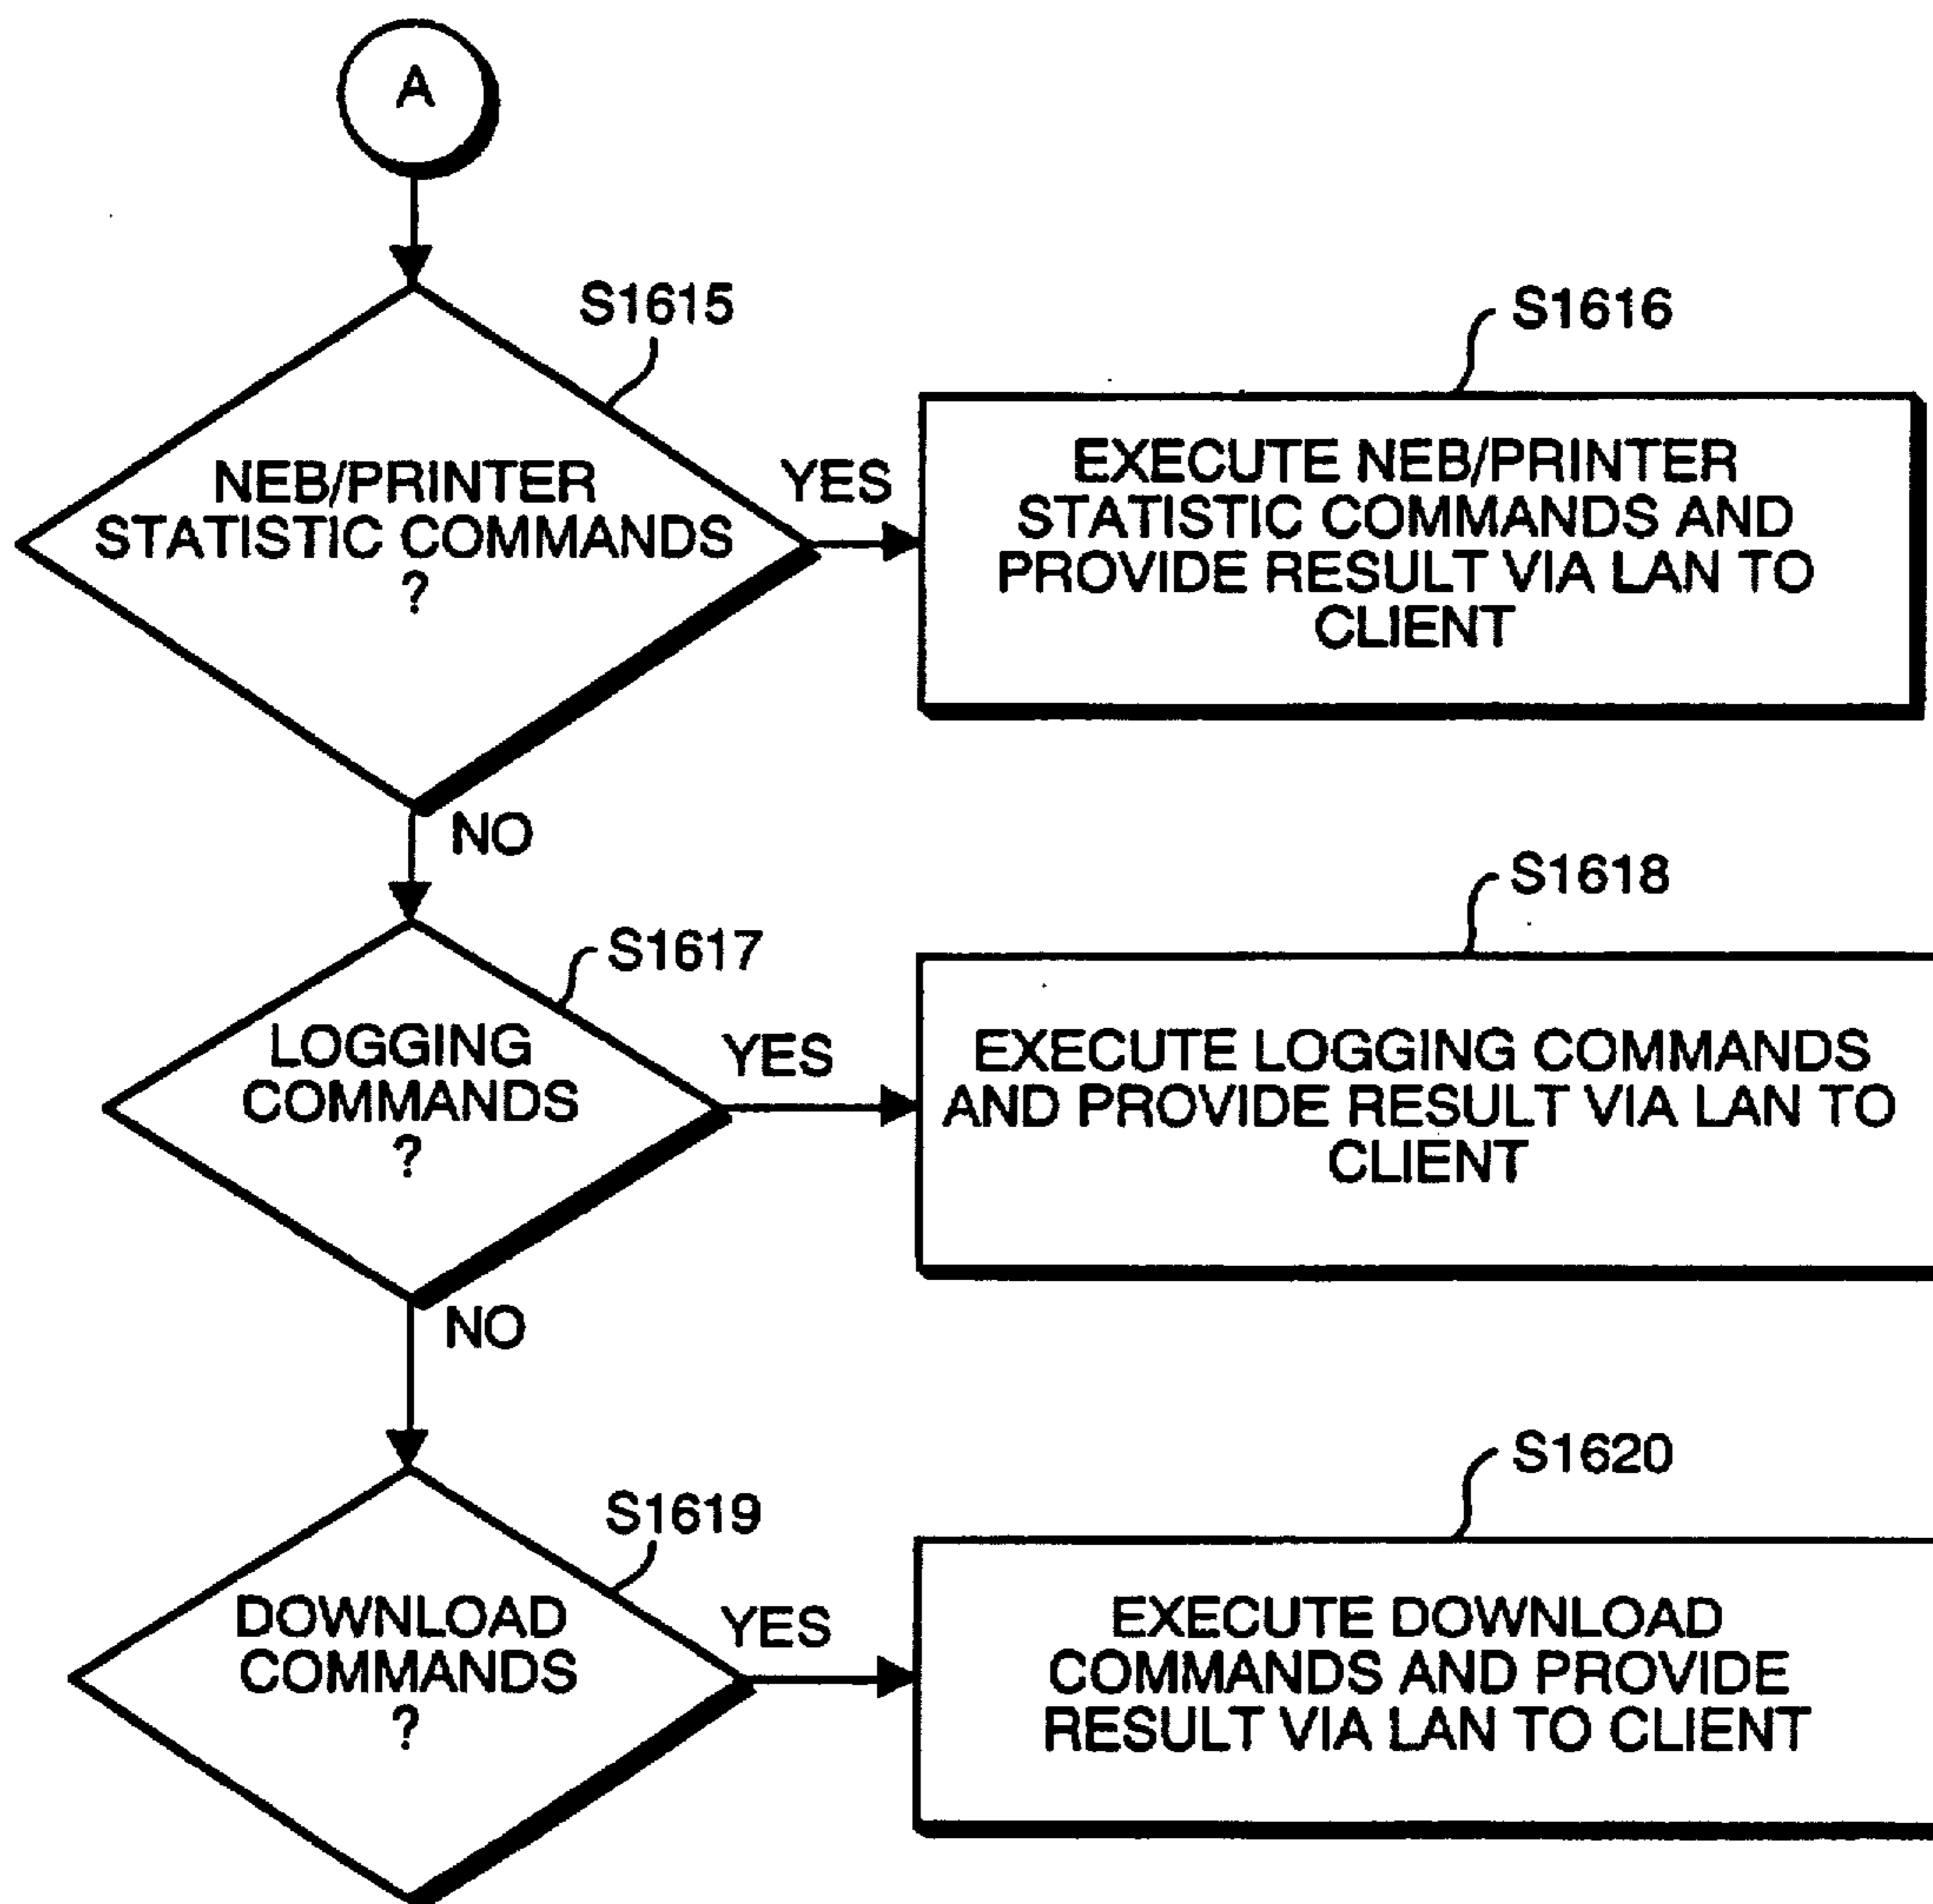 A
S1615
NEB/PRINTER
STATISTIC COMMANDS
?
YES
S1616
EXECUTE NEB/PRINTER
STATISTIC COMMANDS AND
PROVIDE RESULT VIA LAN TO
CLIENT
NO
S1617
LOGGING
COMMANDS
?
YES
S1618
EXECUTE LOGGING COMMANDS
AND PROVIDE RESULT VIA LAN TO
CLIENT
NO
S1619
DOWNLOAD
COMMANDS
?
YES
S1620
EXECUTE DOWNLOAD
COMMANDS AND PROVIDE
RESULT VIA LAN TO CLIENT